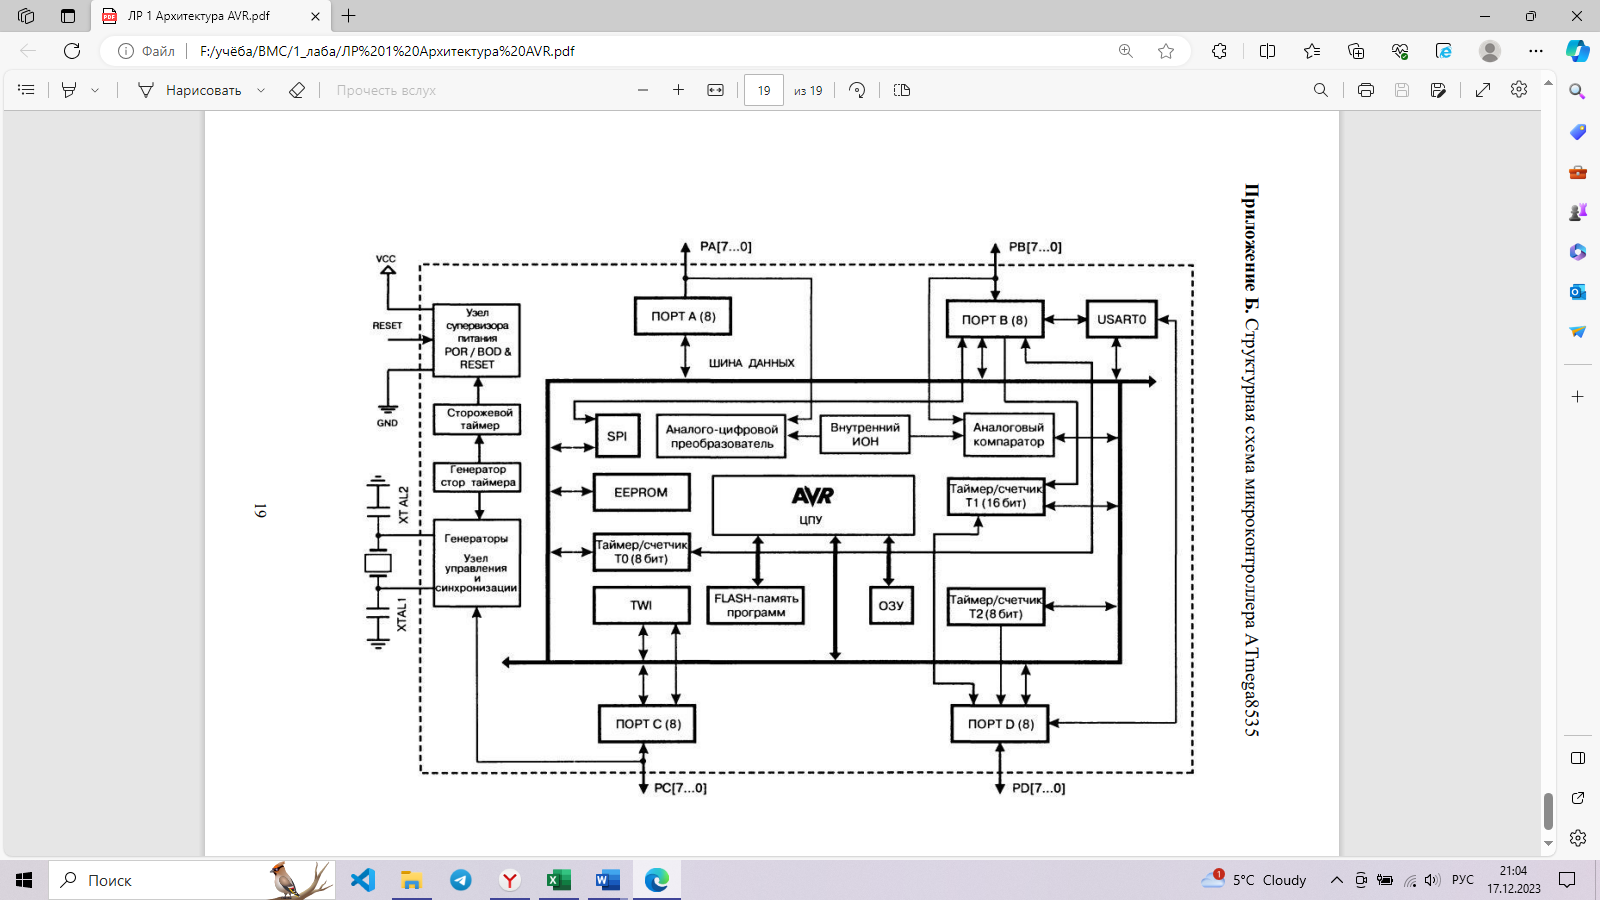 ЛР 1 Архитектура AVR.pdf
Файл
F:/учёба/ВМС/1_лаба/ЛР%201%20Архитектура%20AVR.pdf
Нарисовать
Прочесть вслух
19
из 19
Приложение Б. Структурная схема микроконтроллера ATmega8535
PA[7...0]
PB[7...0]
VCC
RESET
GND
Узел
супервизора
питания
POR / BOD &
RESET
ПОРТ A (8)
ПОРТ B (8)
USART0
ШИНА ДАННЫХ
Сторожевой
таймер
SPI
Аналого-цифровой
преобразователь
Внутренний
ИОН
Аналоговый
компаратор
Генератор
стор таймера
EEPROM
AVR
ЦПУ
Таймер/счетчик
T1 (16 бит)
XTAL2
XTAL1
Генераторы
Узел
управления
и
синхронизации
Таймер/счетчик
T0 (8 бит)
TWI
FLASH-память
программ
ОЗУ
Таймер/счетчик
T2 (8 бит)
ПОРТ C (8)
ПОРТ D (8)
PC[7...0]
PD[7...0]
19
Поиск
1
5°C Cloudy
РУС
21:04
17.12.2023